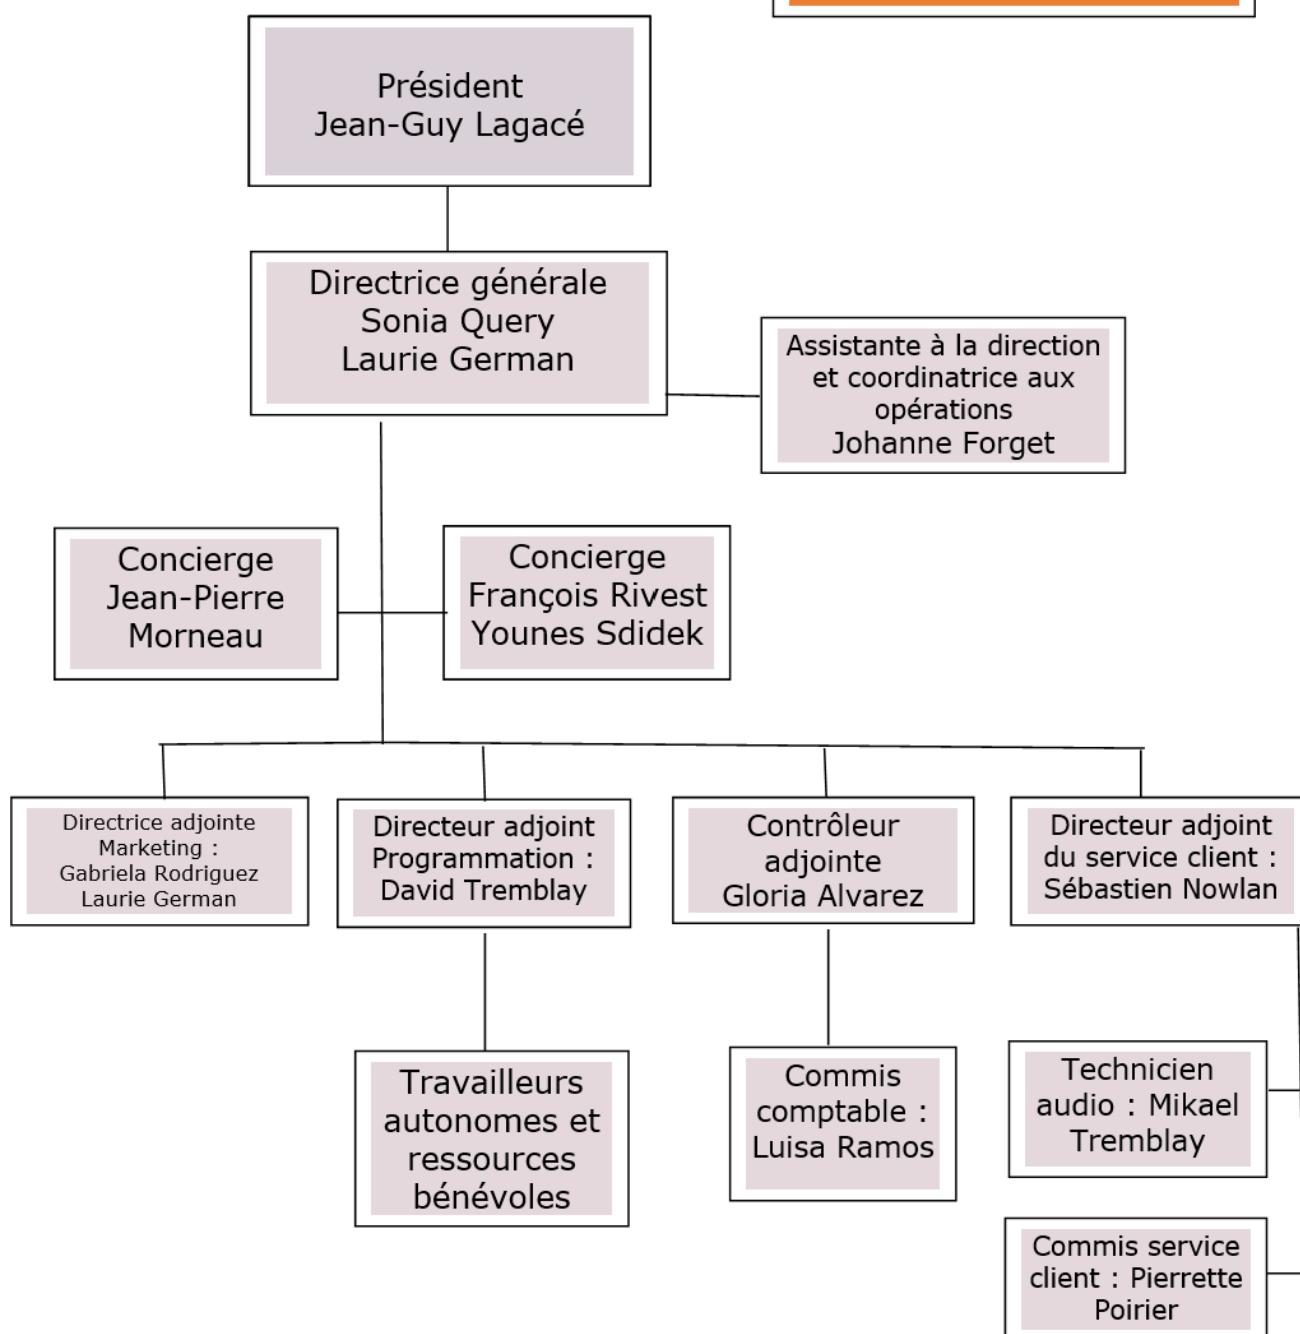 Président
Jean-Guy Lagacé
Directrice générale
Sonia Query
Laurie German
Assistante à la direction
et coordinatrice aux
opérations
Johanne Forget
Concierge
Jean-Pierre
Morneau
Concierge
François Rivest
Younes Sdidek
Directrice adjointe
Marketing :
Gabriela Rodriguez
Laurie German
Directeur adjoint
Programmation :
David Tremblay
Contrôleur
adjointe
Gloria Alvarez
Directeur adjoint
du service client :
Sébastien Nowlan
Travailleurs
autonomes et
ressources
bénévoles
Commis
comptable :
Luisa Ramos
Technicien
audio : Mikael
Tremblay
Commis service
client : Pierrette
Poirier